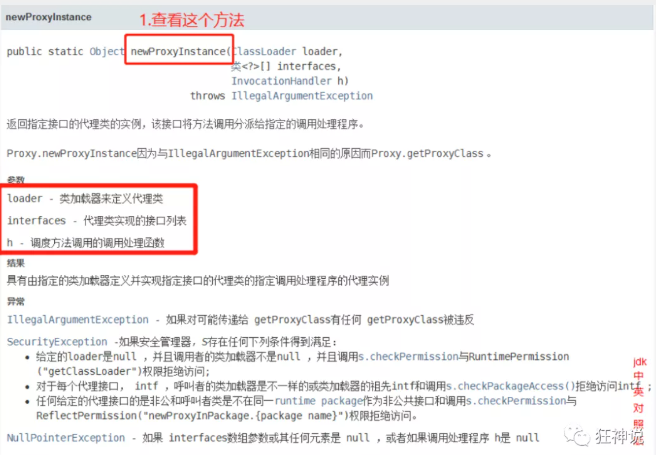 newProxyInstance
1.查看这个方法
public static Object newProxyInstance(ClassLoader loader,
类<?>[] interfaces,
InvocationHandler h)
throws IllegalArgumentException
返回指定接口的代理类的实例，该接口将方法调用分派给指定的调用处理程序。
Proxy.newProxyInstance因为与IllegalArgumentException相同的原因而Proxy.getProxyClass 。
参数
loader - 类加载器来定义代理类
interfaces - 代理类实现的接口列表
h - 调度方法调用的调用处理函数
结果
具有由指定的类加载器定义并实现指定接口的代理类的指定调用处理程序的代理实例
异常
IllegalArgumentException - 如果对可能传递给 getProxyClass有任何 getProxyClass被违反
SecurityException -如果安全管理器，S存在任何下列条件得到满足：
• 给定的loader是null ，并且调用者的类加载器不是null ，并且调用s.checkPermission与RuntimePermission
("getClassLoader")权限拒绝访问;
• 对于每个代理接口， intf ，呼叫者的类加载器是不一样的或类加载器的祖先intf和调用s.checkPackageAccess()拒绝访问intf ;
• 任何给定的代理接口的是非公和呼叫者类是不在同一runtime package作为非公共接口和调用s.checkPermission与
ReflectPermission("newProxyInPackage.{package name}")权限拒绝访问。
NullPointerException - 如果 interfaces数组参数或其任何元素是 null ，或者如果调用处理程序 h是 null
jdk
中
英
对
照
狂神说